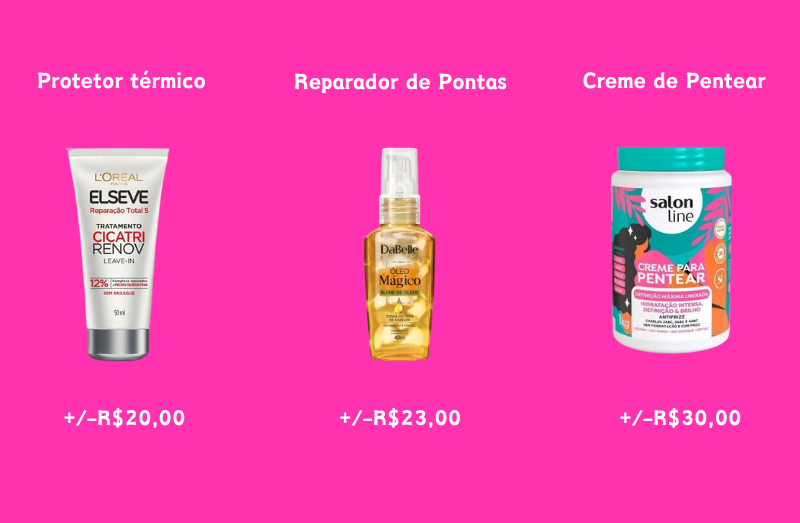 Protetor térmico
Reparador de Pontas
Creme de Pentear
L'ORÉAL
PARIS
ELSEVE
Reparação Total 5
TRATAMENTO
CICATRI
RENOV
LEAVE-IN
12%
SEM ENXÁGUE
50ml
DaBelle
ÓLEO
Mágico
BLEND DE ÓLEOS
40ml
salon
line
CREME PARA
PENTEAR
DEFINIÇÃO MÁXIMA LIBERADA
HIDRATAÇÃO INTENSA,
DEFINIÇÃO & BRILHO
ANTIFRIZZ
1kg
+/-R$20,00
+/-R$23,00
+/-R$30,00